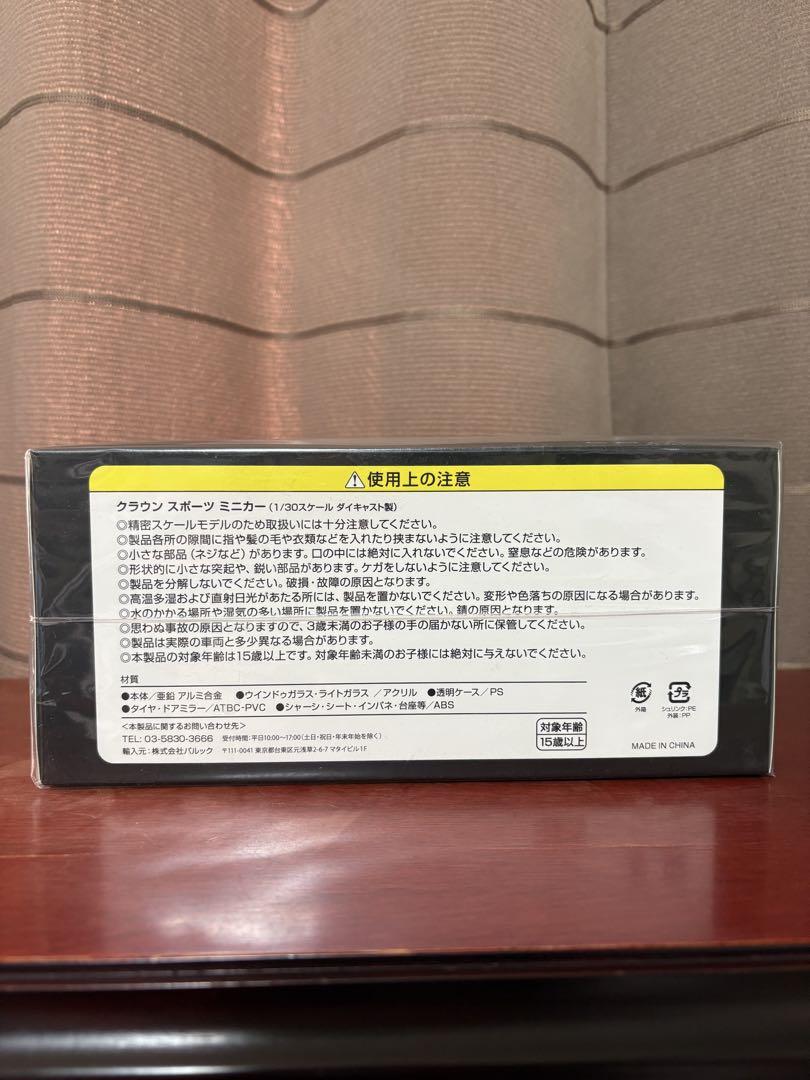 ⚠使用上の注意
クラウン スポーツ ミニカー(1/30スケール ダイキャスト製)
◎精密スケールモデルのため取扱いには十分注意してください。
◎製品各所の隙間に指や髪の毛や衣類などを入れたり挟まないように注意してください。
◎小さな部品(ネジなど)があります。口の中には絶対に入れないでください。窒息などの危険があります。
◎形状的に小さな突起や、鋭い部品があります。ケガをしないように注意してください。
◎製品を分解しないでください。破損・故障の原因となります。
◎高温多湿および直射日光があたる所には、製品を置かないでください。変形や色落ちの原因になる場合があります。
◎水のかかる場所や湿気の多い場所に製品を置かないでください。錆の原因となります。
◎思わぬ事故の原因となりますので、3歳未満のお子様の手の届かない所に保管してください。
◎製品は実際の車両と多少異なる場合があります。
◎本製品の対象年齢は15歳以上です。対象年齢未満のお子様には絶対に与えないでください。
材質
●本体/亜鉛 アルミ合金 ●ウインドゥガラス・ライトガラス /アクリル ●透明ケース/PS
●タイヤ・ドアミラー/ATBC-PVC ●シャーシ・シート・インパネ・台座等/ABS
<本製品に関するお問い合わせ先>
TEL: 03-5830-3666 受付時間:平日10:00〜17:00(土日・祝日・年末年始を除く)
輸入元:株式会社バルック 〒111-0041 東京都台東区元浅草2-6-7 マタイビル1F
対象年齢
15歳以上
紙
外箱
プラ
シュリンク:PE
外装:PP
MADE IN CHINA